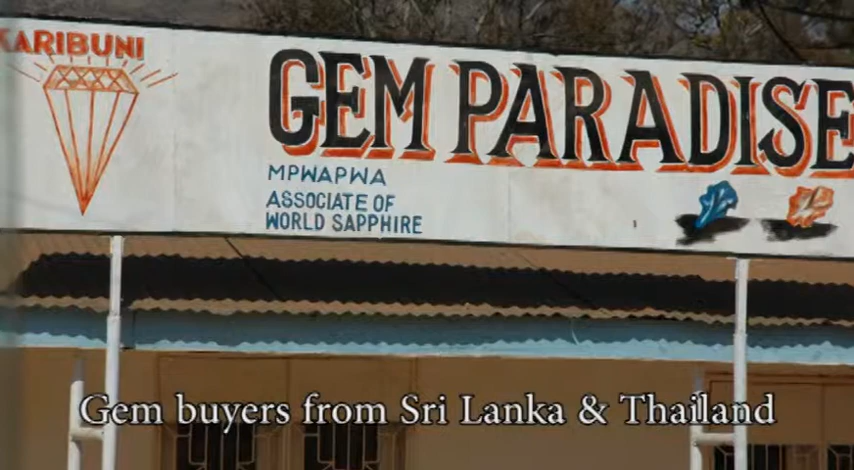 KARIBUNI
GEM PARADISE
MPWAPWA
ASSOCIATE OF
WORLD SAPPHIRE
Gem buyers from Sri Lanka & Thailand